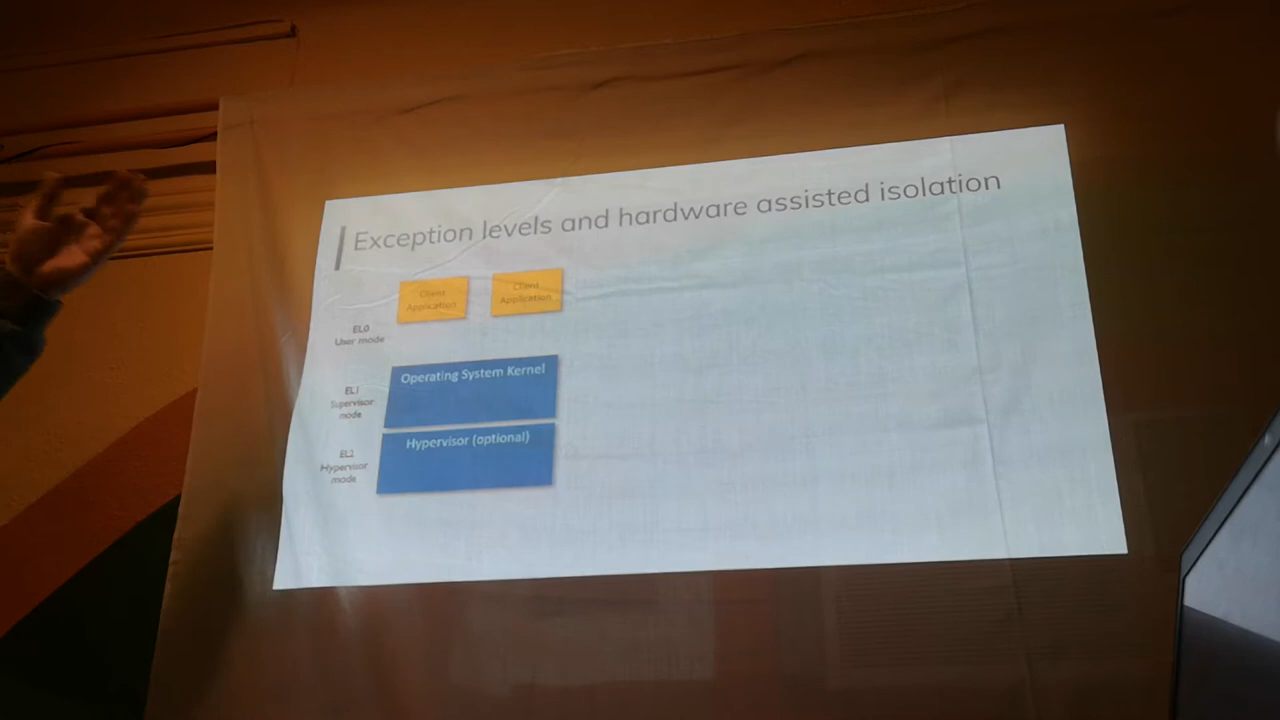 Exception levels and hardware assisted isolation
Client
Application
Client
Application
EL0
User mode
Operating System Kernel
EL1
Supervisor
mode
Hypervisor (optional)
EL2
Hypervisor
mode